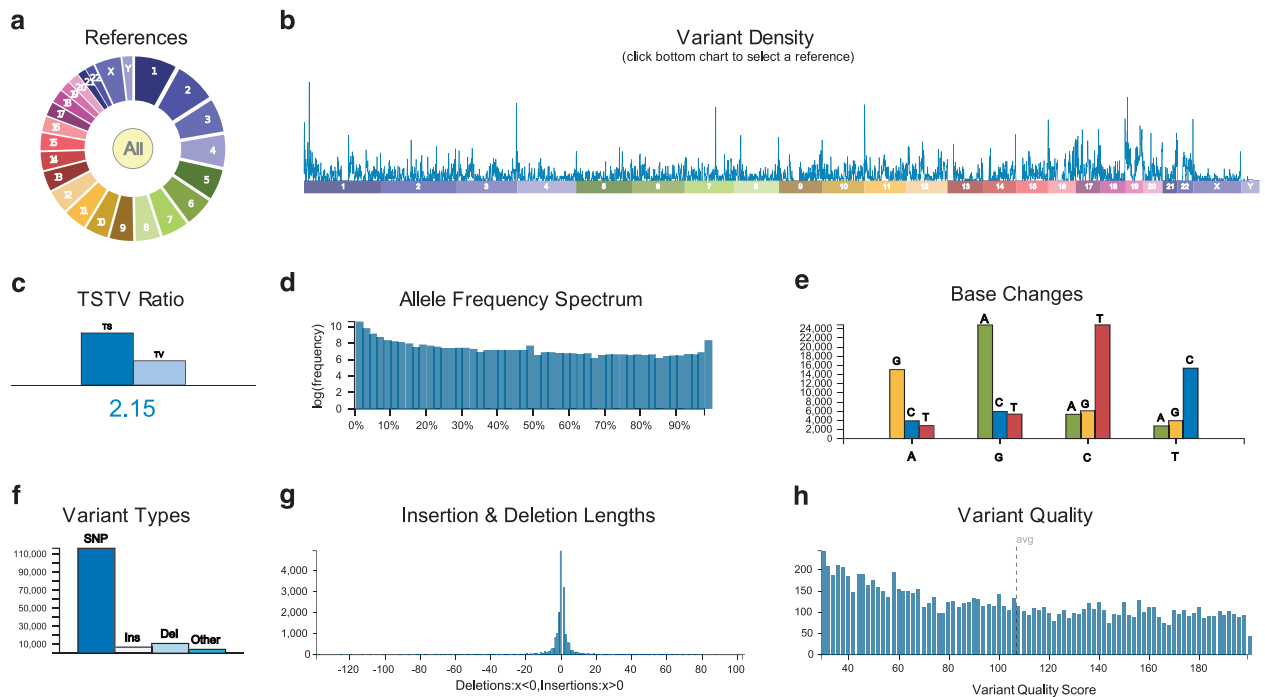 a
References
1
2
3
4
5
6
7
8
9
10
11
12
13
14
15
16
17
18
19
20
21
22
X
Y
All
b
Variant Density
(click bottom chart to select a reference)
1 2 3 4 5 6 7 8 9 10 11 12 13 14 15 16 17 18 19 20 21 22 X Y
c
TSTV Ratio
TS
TV
2.15
d
Allele Frequency Spectrum
log(frequency)
10
8
6
4
2
0
0% 10% 20% 30% 40% 50% 60% 70% 80% 90%
e
Base Changes
24,000
22,000
20,000
18,000
16,000
14,000
12,000
10,000
8,000
6,000
4,000
2,000
0
G C T A C T A G T A G C
A G C T
f
Variant Types
110,000
90,000
70,000
50,000
30,000
10,000
SNP
Ins
Del
Other
g
Insertion & Deletion Lengths
4,000
3,000
2,000
1,000
0
-120 -100 -80 -60 -40 -20 0 20 40 60 80 100
Deletions:x<0,Insertions:x>0
h
Variant Quality
avg
200
150
100
50
0
40 60 80 100 120 140 160 180
Variant Quality Score